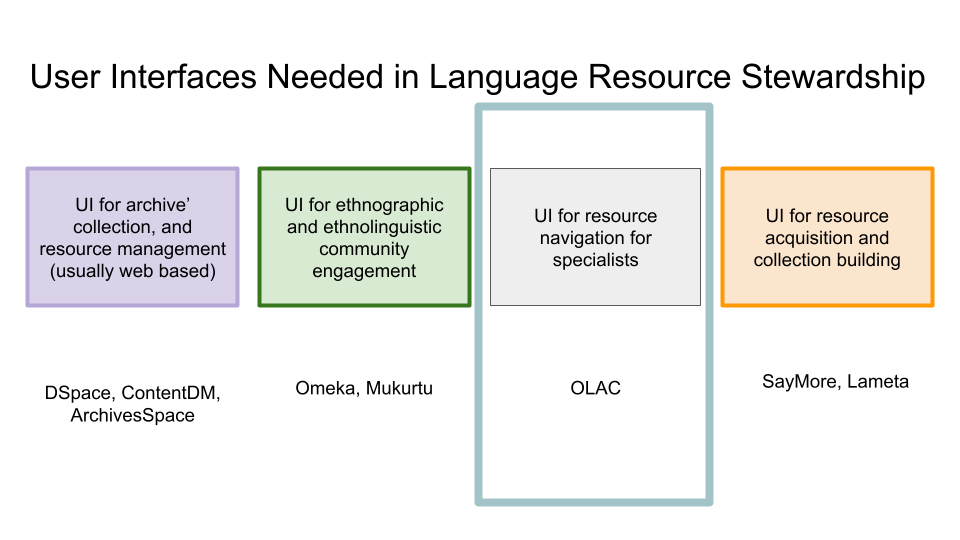 User Interfaces Needed in Language Resource Stewardship
UI for archive’
collection, and
resource management
(usually web based)
UI for ethnographic
and ethnolinguistic
community
engagement
UI for resource
navigation for
specialists
UI for resource
acquisition and
collection building
DSpace, ContentDM,
ArchivesSpace
Omeka, Mukurtu
OLAC
SayMore, Lameta